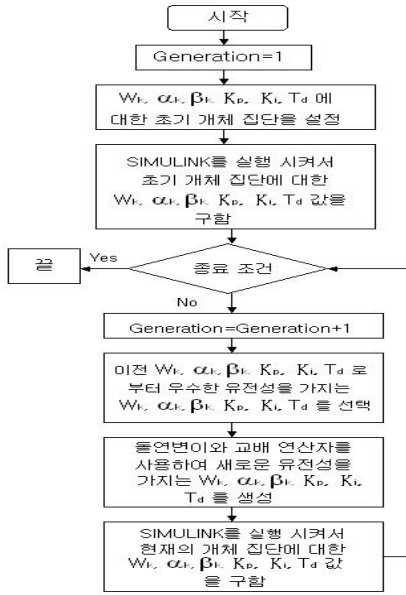 시작
Generation=1
Wk, αk, βk, Kp, Ki, Td 에
대한 초기 개체 집단을 설정
SIMULINK를 실행 시켜서
초기 개체 집단에 대한
Wk, αk, βk, Kp, Ki, Td 값을
구함
종료 조건
Yes
끝
No
Generation=Generation+1
이전 Wk, αk, βk, Kp, Ki, Td 로
부터 우수한 유전성을 가지는
Wk, αk, βk, Kp, Ki, Td 를 선택
돌연변이와 교배 연산자를
사용하여 새로운 유전성을
가지는 Wk, αk, βk, Kp, Ki,
Td 를 생성
SIMULINK를 실행 시켜서
현재의 개체 집단에 대한
Wk, αk, βk, Kp, Ki, Td 값
을 구함